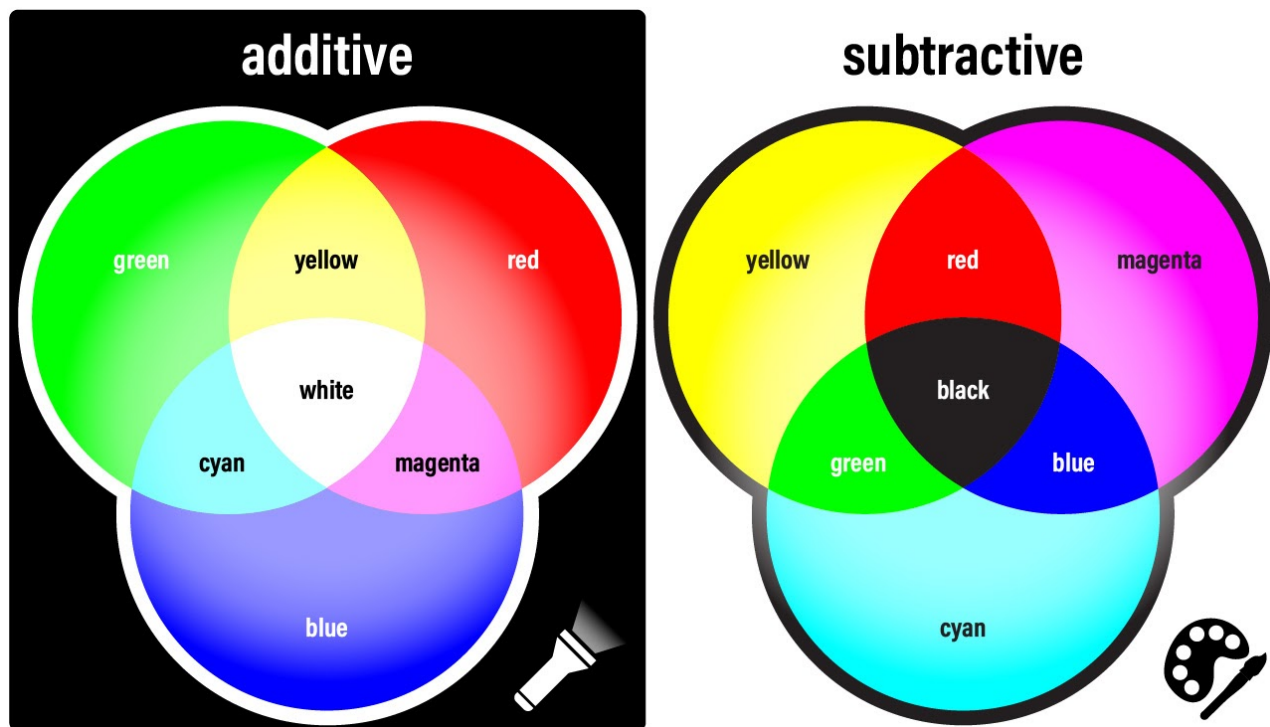 additive
green
yellow
red
white
cyan
magenta
blue
subtractive
yellow
red
magenta
black
green
blue
cyan